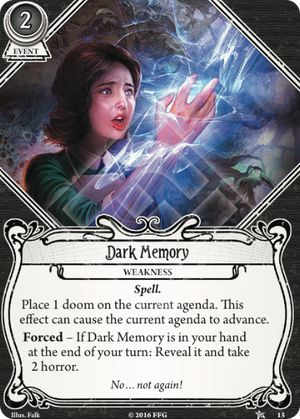 2
EVENT
Dark Memory
WEAKNESS
Spell.
Place 1 doom on the current agenda. This
effect can cause the current agenda to advance.
Forced – If Dark Memory is in your hand
at the end of your turn: Reveal it and take
2 horror.
No…not again!
Illus. Falk
© 2016 FFG
13